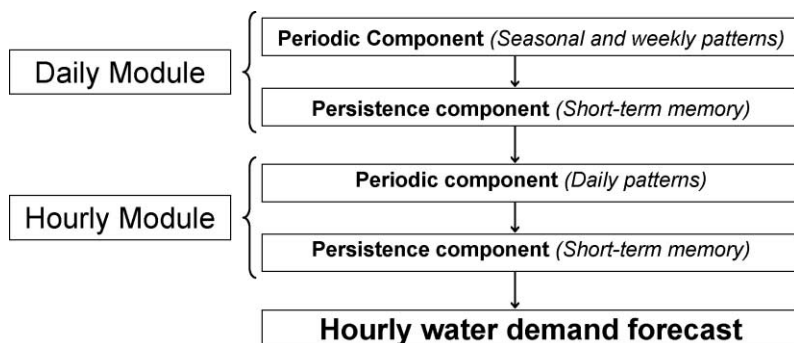 Periodic Component (Seasonal and weekly patterns)
Daily Module
Persistence component (Short-term memory)
Periodic component (Daily patterns)
Hourly Module
Persistence component (Short-term memory)
Hourly water demand forecast